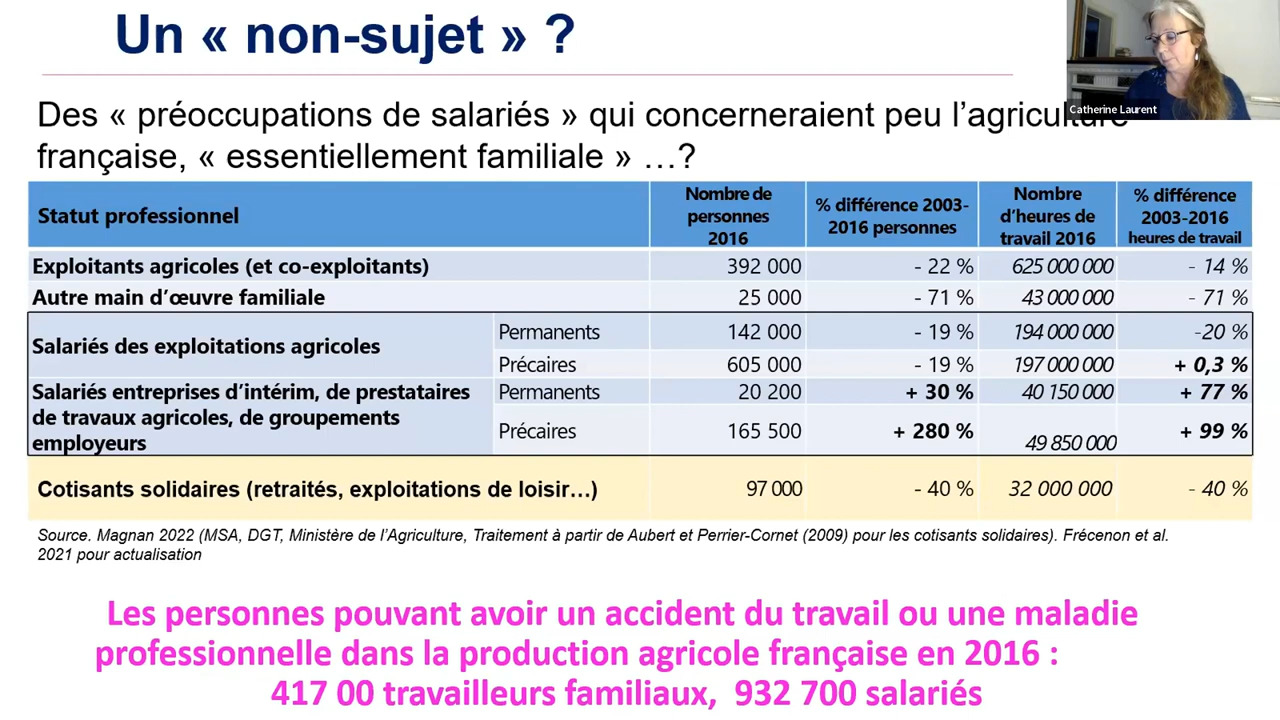 Un « non-sujet » ?
Catherine Laurent
Des « préoccupations de salariés » qui concerneraient peu l'agriculture
française, « essentiellement familiale » …?
Statut professionnel
Nombre de
personnes
2016
% différence 2003-
2016 personnes
Nombre
d'heures de
travail 2016
% différence
2003-2016
heures de travail
Exploitants agricoles (et co-exploitants) 392 000 - 22 % 625 000 000 - 14 %
Autre main d'œuvre familiale 25 000 - 71 % 43 000 000 - 71 %
Salariés des exploitations agricoles
Permanents 142 000 - 19 % 194 000 000 -20 %
Précaires 605 000 - 19 % 197 000 000 + 0,3 %
Salariés entreprises d'intérim, de prestataires
de travaux agricoles, de groupements
employeurs
Permanents 20 200 + 30 % 40 150 000 + 77 %
Précaires 165 500 + 280 % 49 850 000 + 99 %
Cotisants solidaires (retraités, exploitations de loisir…) 97 000 - 40 % 32 000 000 - 40 %
Source. Magnan 2022 (MSA, DGT, Ministère de l'Agriculture, Traitement à partir de Aubert et Perrier-Cornet (2009) pour les cotisants solidaires). Frécenon et al.
2021 pour actualisation
Les personnes pouvant avoir un accident du travail ou une maladie
professionnelle dans la production agricole française en 2016 :
417 00 travailleurs familiaux, 932 700 salariés